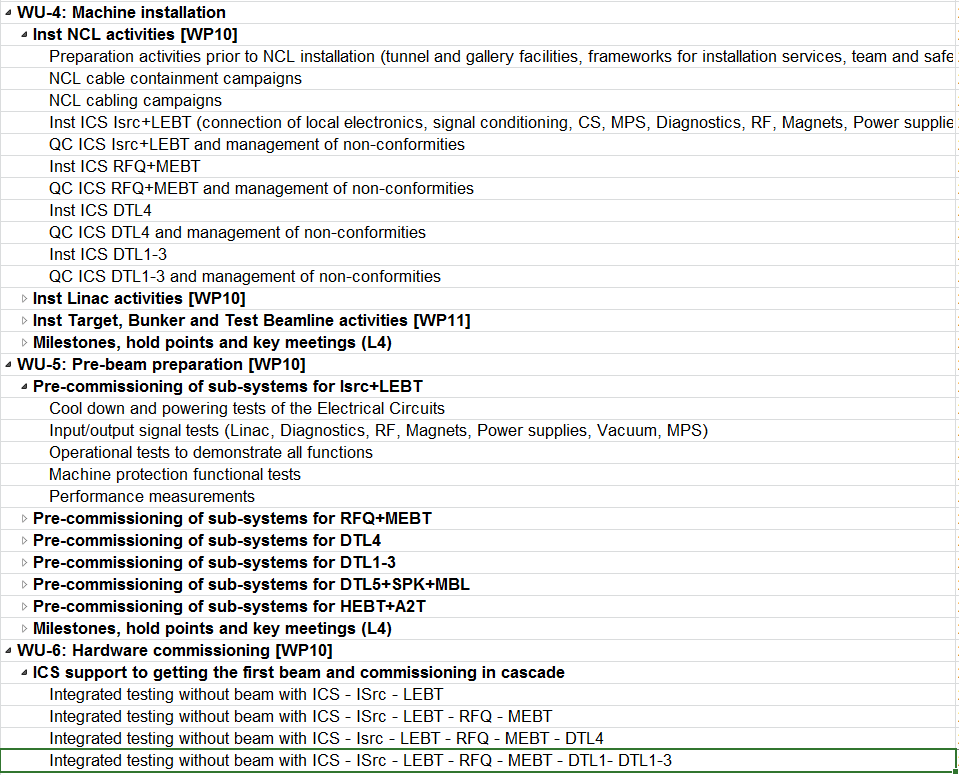 WU-4: Machine installation
Inst NCL activities [WP10]
Preparation activities prior to NCL installation (tunnel and gallery facilities, frameworks for installation services, team and safe
NCL cable containment campaigns
NCL cabling campaigns
Inst ICS Isrc+LEBT (connection of local electronics, signal conditioning, CS, MPS, Diagnostics, RF, Magnets, Power supplie
QC ICS Isrc+LEBT and management of non-conformities
Inst ICS RFQ+MEBT
QC ICS RFQ+MEBT and management of non-conformities
Inst ICS DTL4
QC ICS DTL4 and management of non-conformities
Inst ICS DTL1-3
QC ICS DTL1-3 and management of non-conformities
Inst Linac activities [WP10]
Inst Target, Bunker and Test Beamline activities [WP11]
Milestones, hold points and key meetings (L4)
WU-5: Pre-beam preparation [WP10]
Pre-commissioning of sub-systems for Isrc+LEBT
Cool down and powering tests of the Electrical Circuits
Input/output signal tests (Linac, Diagnostics, RF, Magnets, Power supplies, Vacuum, MPS)
Operational tests to demonstrate all functions
Machine protection functional tests
Performance measurements
Pre-commissioning of sub-systems for RFQ+MEBT
Pre-commissioning of sub-systems for DTL4
Pre-commissioning of sub-systems for DTL1-3
Pre-commissioning of sub-systems for DTL5+SPK+MBL
Pre-commissioning of sub-systems for HEBT+A2T
Milestones, hold points and key meetings (L4)
WU-6: Hardware commissioning [WP10]
ICS support to getting the first beam and commissioning in cascade
Integrated testing without beam with ICS - ISrc - LEBT
Integrated testing without beam with ICS - ISrc - LEBT - RFQ - MEBT
Integrated testing without beam with ICS - Isrc - LEBT - RFQ - MEBT - DTL4
Integrated testing without beam with ICS - ISrc - LEBT - RFQ - MEBT - DTL1- DTL1-3